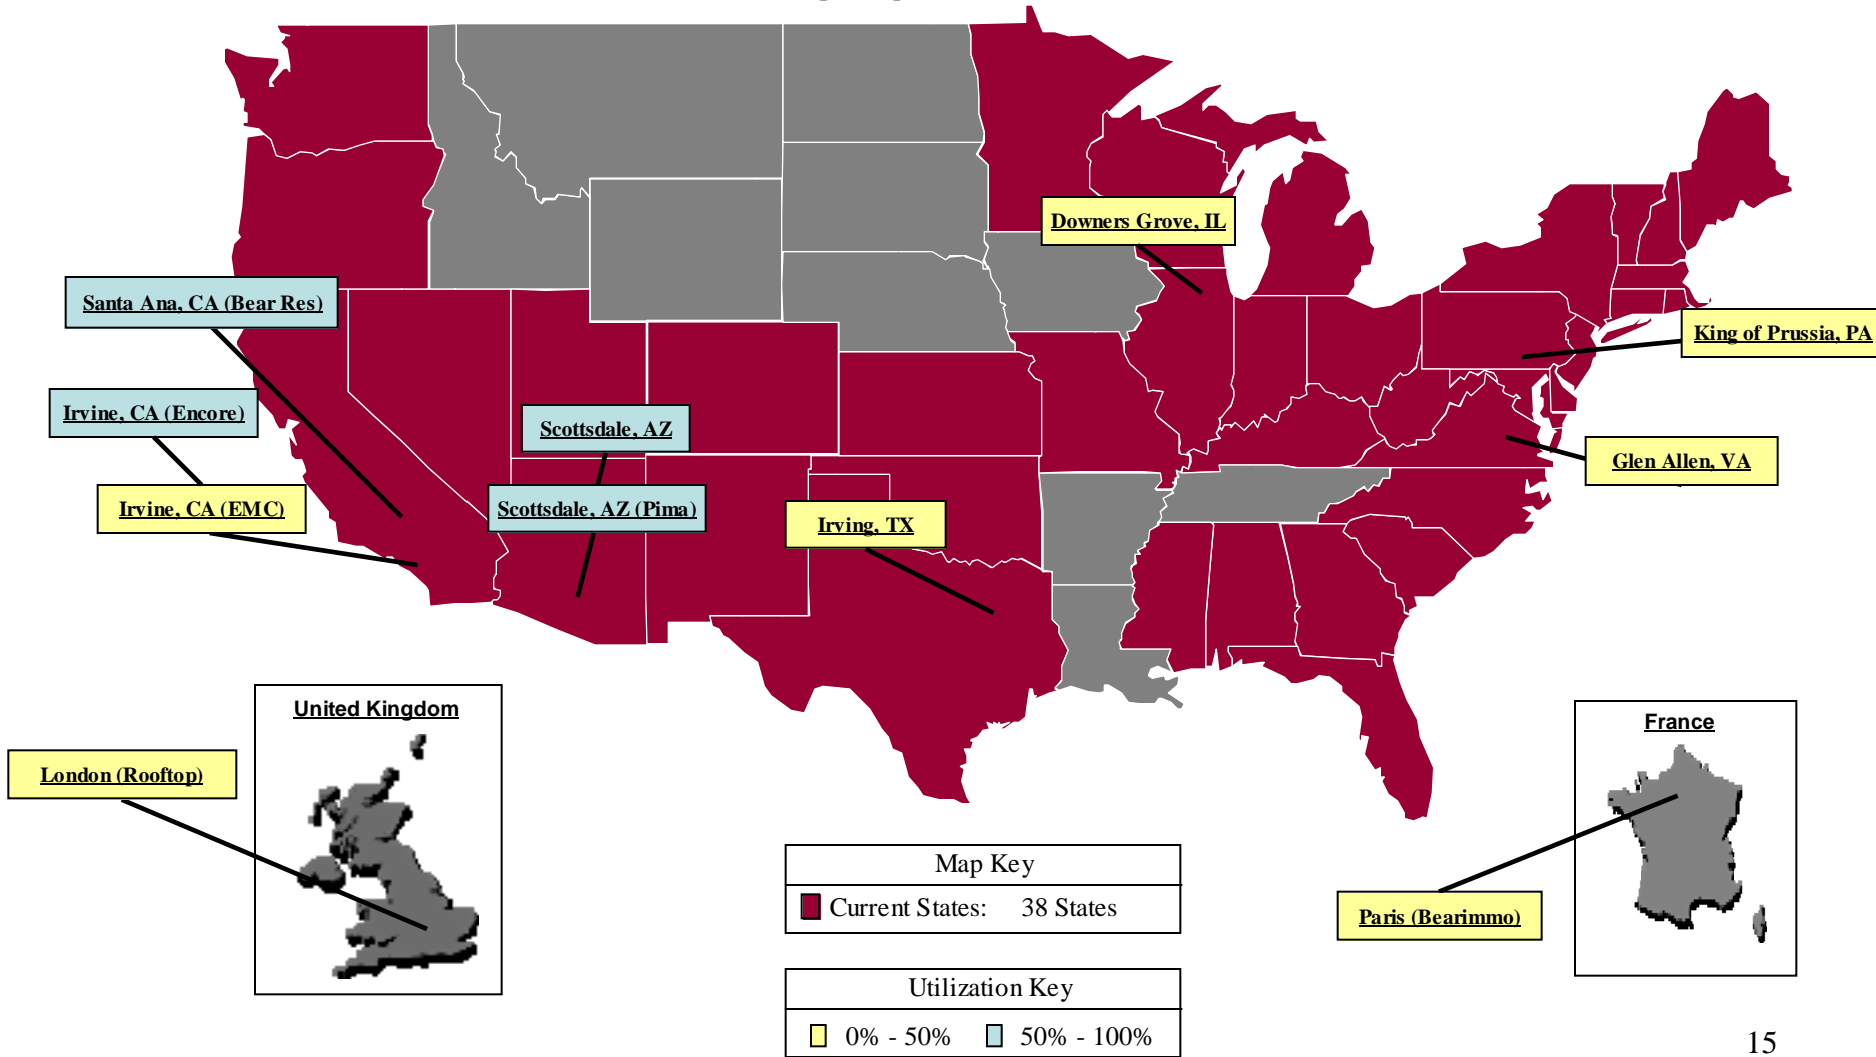 Downers Grove, IL
Santa Ana, CA (Bear Res)
King of Prussia, PA
Irvine, CA (Encore)
Scottsdale, AZ
Glen Allen, VA
Irvine, CA (EMC)
Scottsdale, AZ (Pima)
Irving, TX
United Kingdom
France
London (Rooftop)
Map Key
Current States: 38 States
Paris (Bearimmo)
Utilization Key
0% - 50% 50% - 100%
15